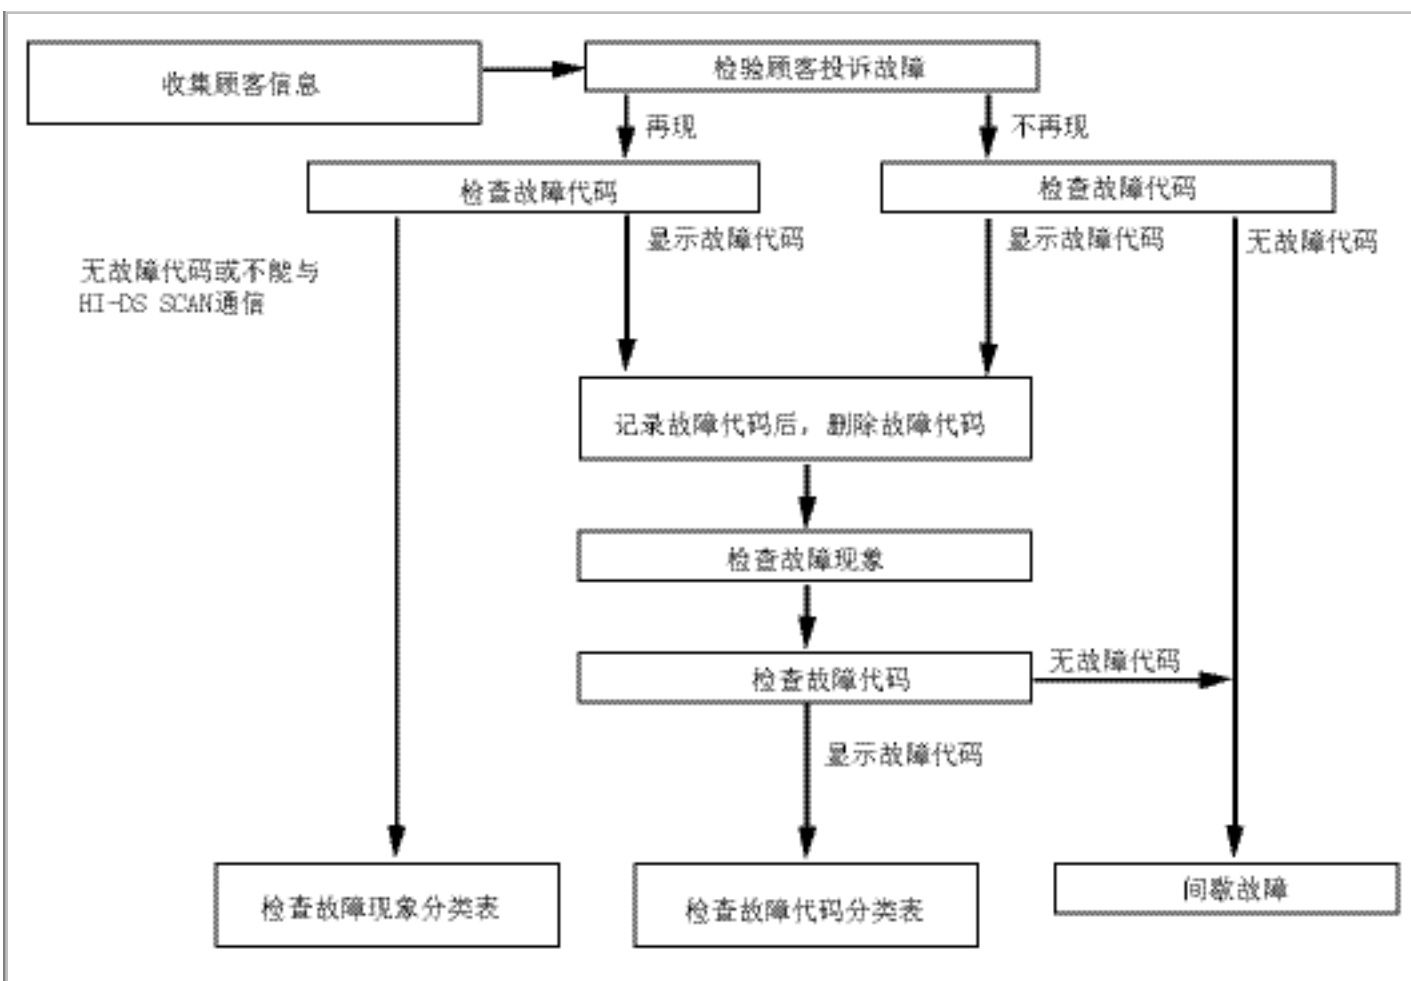 收集顾客信息
检验顾客投诉故障
再现
不再现
检查故障代码
检查故障代码
显示故障代码
显示故障代码
无故障代码
无故障代码或不能与
HI-DS SCAN通信
记录故障代码后，删除故障代码
检查故障现象
检查故障代码
无故障代码
显示故障代码
检查故障现象分类表
检查故障代码分类表
间歇故障